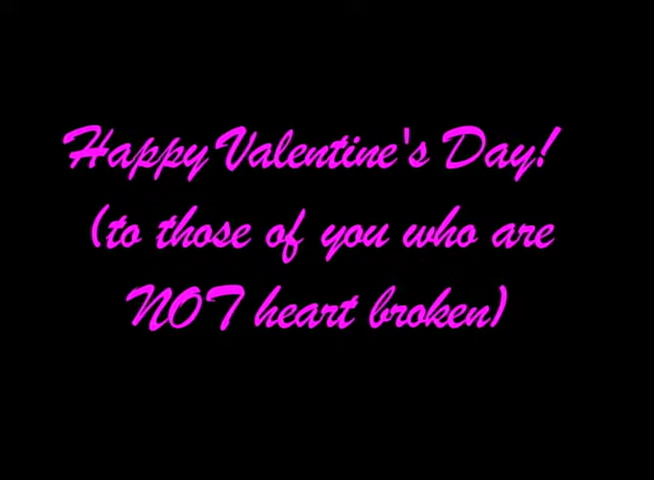 Happy Valentine's Day!
(to those of you who are
NOT heart broken)